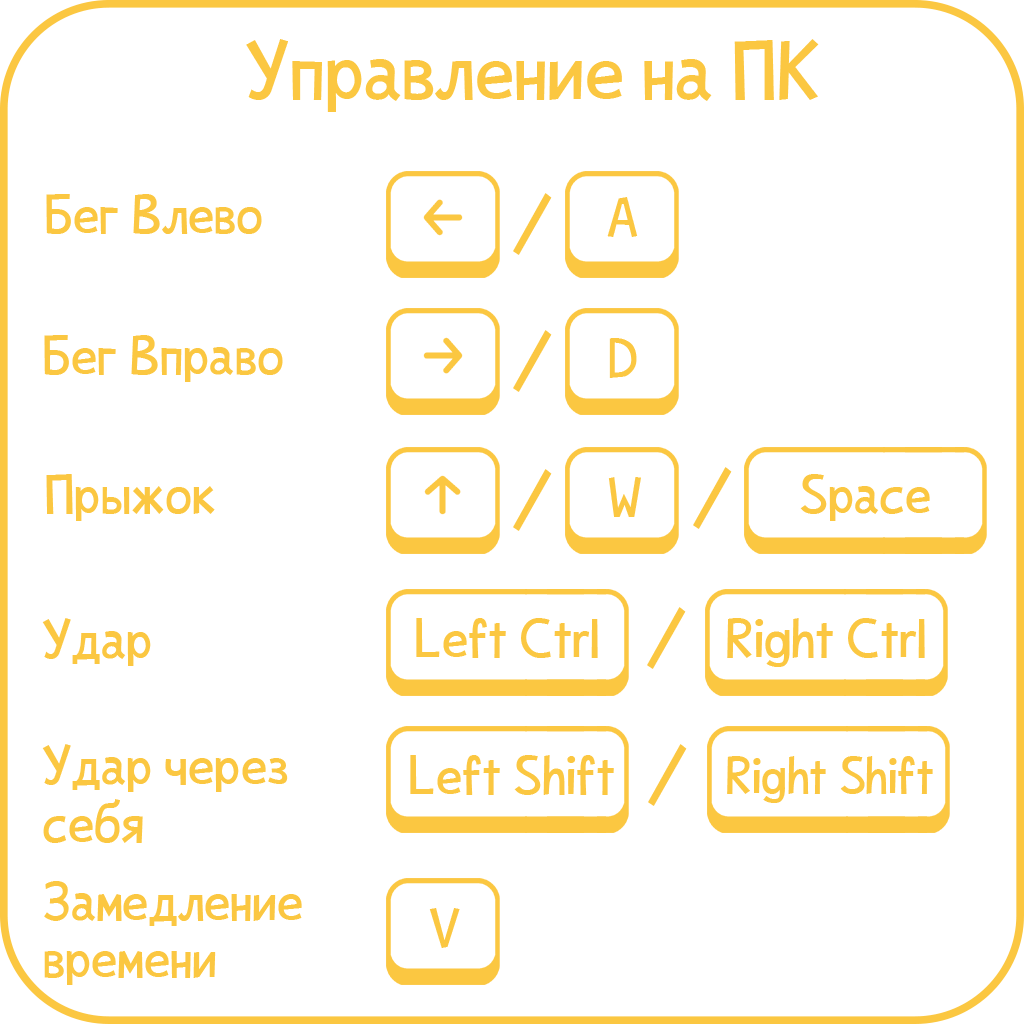 Управление на ПК
Бег Влево ← / A
Бег Вправо → / D
Прыжок ↑ / W / Space
Удар Left Ctrl / Right Ctrl
Удар через себя Left Shift / Right Shift
Замедление времени V